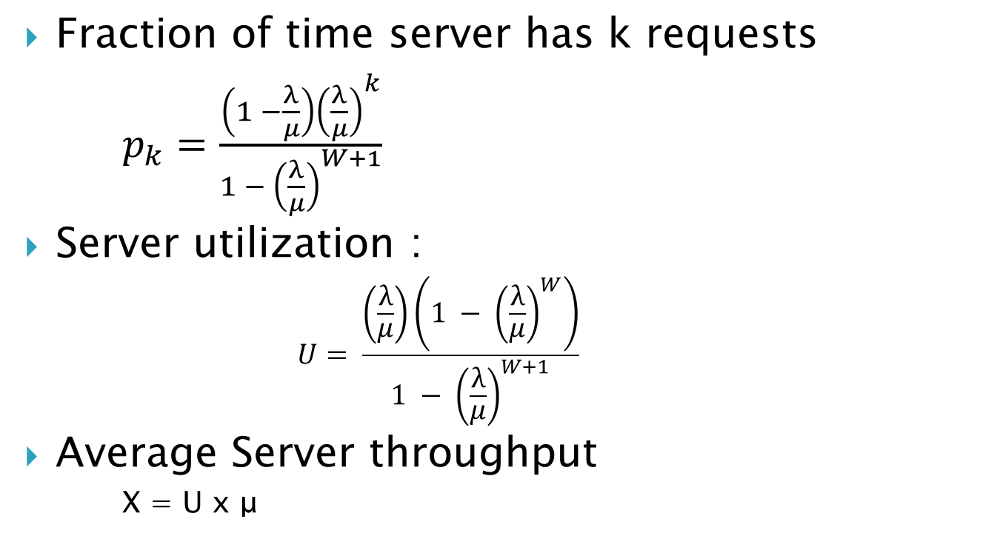 Fraction of time server has k requests
$p_k = \frac{\left(1 - \frac{\lambda}{\mu}\right)\left(\frac{\lambda}{\mu}\right)^k}{1 - \left(\frac{\lambda}{\mu}\right)^{W+1}}$
Server utilization :
$U = \frac{\left(\frac{\lambda}{\mu}\right)\left(1 - \left(\frac{\lambda}{\mu}\right)^W\right)}{1 - \left(\frac{\lambda}{\mu}\right)^{W+1}}$
Average Server throughput
X = U x μ